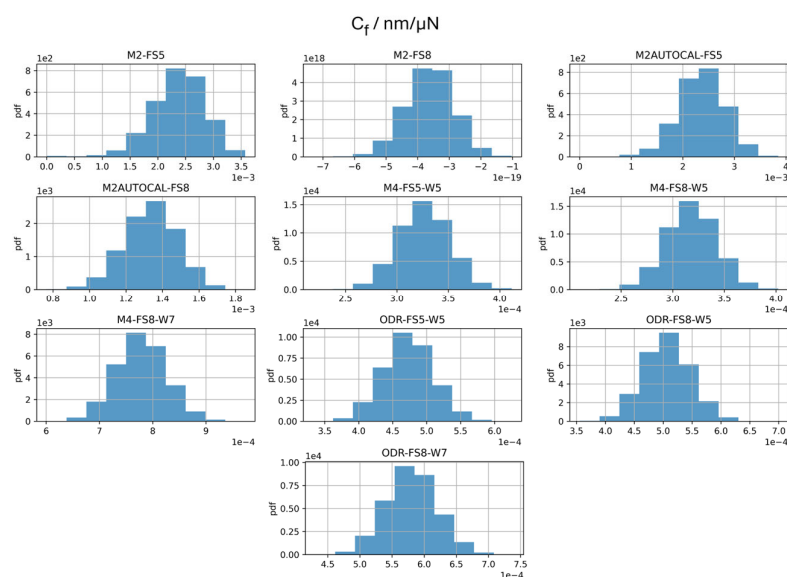 C_f / nm/μN
M2-FS5
M2-FS8
M2AUTOCAL-FS5
1e2
8
6
4
2
0
pdf
0.0 0.5 1.0 1.5 2.0 2.5 3.0 3.5
1e−3
1e18
4
2
0
pdf
−7 −6 −5 −4 −3 −2 −1
1e−19
1e2
8
6
4
2
0
pdf
0 1 2 3
1e−3
M2AUTOCAL-FS8
M4-FS5-W5
M4-FS8-W5
1e3
2
1
0
pdf
0.8 1.0 1.2 1.4 1.6 1.8
1e−3
1e4
1.5
1.0
0.5
0.0
pdf
2.5 3.0 3.5 4.0
1e−4
1e4
1.5
1.0
0.5
0.0
pdf
2.5 3.0 3.5 4.0
1e−4
M4-FS8-W7
ODR-FS5-W5
ODR-FS8-W5
1e3
8
6
4
2
0
pdf
6 7 8 9
1e−4
1e4
1.00
0.75
0.50
0.25
0.00
pdf
3.5 4.0 4.5 5.0 5.5 6.0
1e−4
1e3
8
6
4
2
0
pdf
3.5 4.0 4.5 5.0 5.5 6.0 6.5 7.0
1e−4
ODR-FS8-W7
1e4
1.00
0.75
0.50
0.25
0.00
pdf
4.5 5.0 5.5 6.0 6.5 7.0 7.5
1e−4